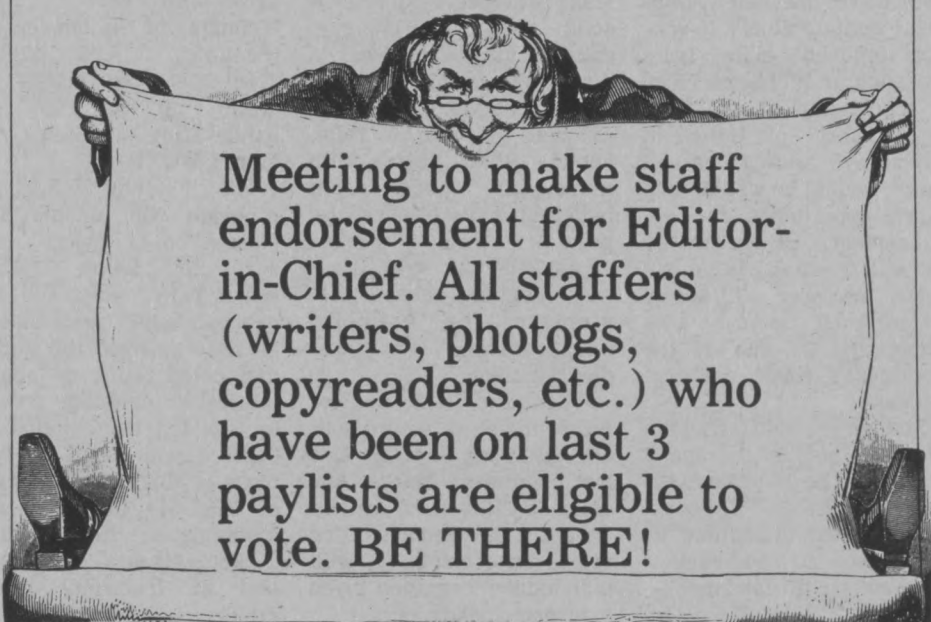 Meeting to make staff
endorsement for Editor-
in-Chief. All staffers
(writers, photogs,
copyreaders, etc.) who
have been on last 3
paylists are eligible to
vote. BE THERE!